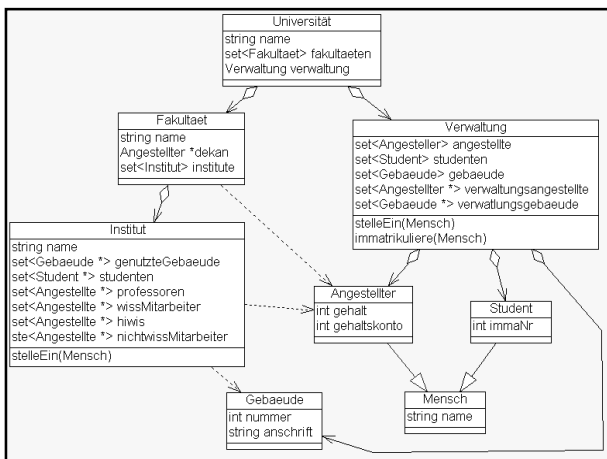 Universität
string name
set<Fakultaet> fakultaeten
Verwaltung verwaltung
Fakultaet
string name
Angestellter *dekan
set<Institut> institute
Verwaltung
set<Angesteller> angestellte
set<Student> studenten
set<Gebaeude> gebaeude
set<Angestellter *> verwaltungsangestellte
set<Gebaeude *> verwatlungsgebaeude
stelleEin(Mensch)
immatrikuliere(Mensch)
Institut
string name
set<Gebaeude *> genutzteGebaeude
set<Student *> studenten
set<Angestellte *> professoren
set<Angestellte *> wissMitarbeiter
set<Angestellte *> hiwis
ste<Angestellte *> nichtwissMitarbeiter
stelleEin(Mensch)
Angestellter
int gehalt
int gehaltskonto
Student
int immaNr
Gebaeude
int nummer
string anschrift
Mensch
string name